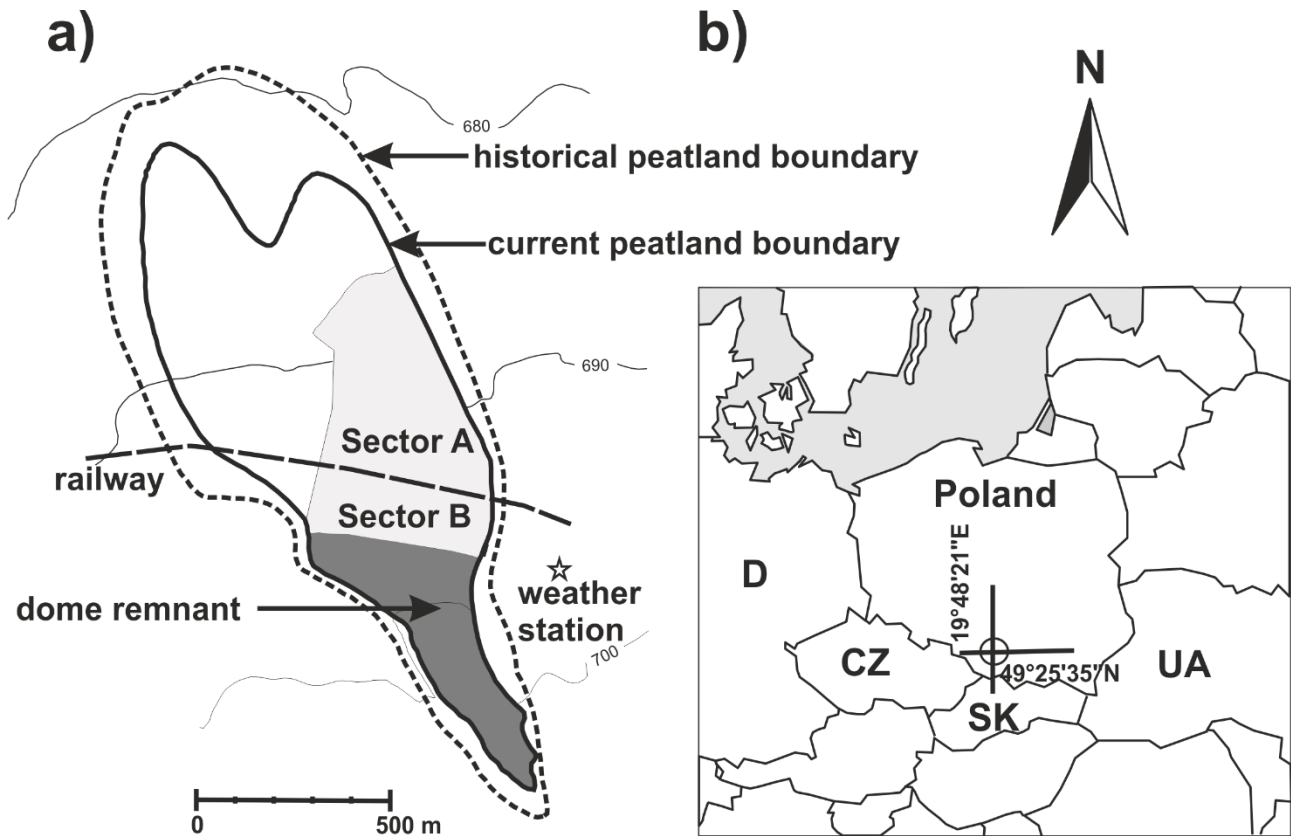 a)
680
historical peatland boundary
current peatland boundary
690
Sector A
railway
Sector B
dome remnant
weather
station
700
0
500 m
b)
N
Poland
19°48'21"E
D
CZ
49°25'35"N
UA
SK